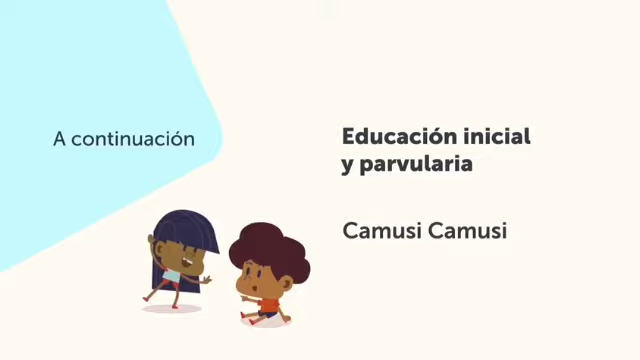 A continuación
Educación inicial
y parvularia
Camusi Camusi